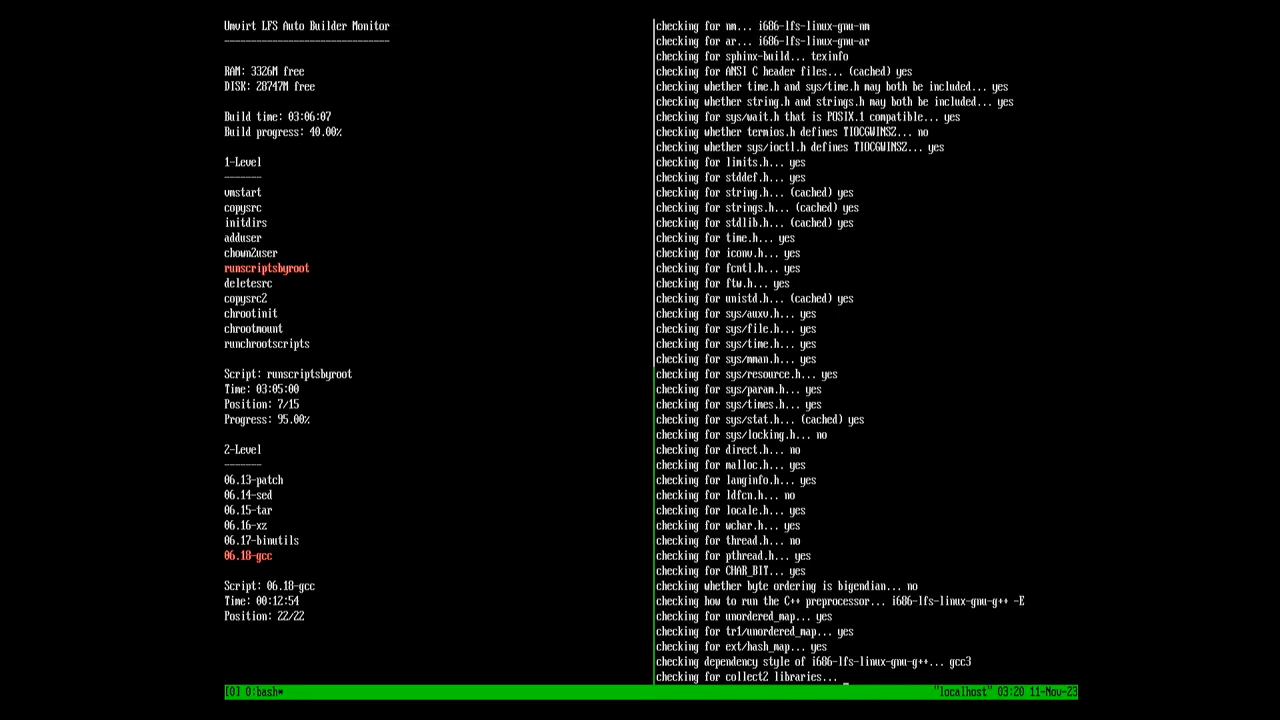 Umvirt LFS Auto Builder Monitor
-------------------------------
RAM: 3326M free
DISK: 28747M free
Build time: 03:06:07
Build progress: 40.00%
1-Level
-------
vmstart
copysrc
initdirs
adduser
chown2user
runscriptsbyroot
deletesrc
copysrc2
chrootinit
chrootmount
runchrootscripts
Script: runscriptsbyroot
Time: 03:05:00
Position: 7/15
Progress: 95.00%
2-Level
-------
06.13-patch
06.14-sed
06.15-tar
06.16-xz
06.17-binutils
06.18-gcc
Script: 06.18-gcc
Time: 00:12:54
Position: 22/22
checking for nm... i686-lfs-linux-gnu-nm
checking for ar... i686-lfs-linux-gnu-ar
checking for sphinx-build... texinfo
checking for ANSI C header files... (cached) yes
checking whether time.h and sys/time.h may both be included... yes
checking whether string.h and strings.h may both be included... yes
checking for sys/wait.h that is POSIX.1 compatible... yes
checking whether termios.h defines TIOCGWINSZ... no
checking whether sys/ioctl.h defines TIOCGWINSZ... yes
checking for limits.h... yes
checking for stddef.h... yes
checking for string.h... (cached) yes
checking for strings.h... (cached) yes
checking for stdlib.h... (cached) yes
checking for time.h... yes
checking for iconv.h... yes
checking for fcntl.h... yes
checking for ftw.h... yes
checking for unistd.h... (cached) yes
checking for sys/auxv.h... yes
checking for sys/file.h... yes
checking for sys/time.h... yes
checking for sys/mman.h... yes
checking for sys/resource.h... yes
checking for sys/param.h... yes
checking for sys/times.h... yes
checking for sys/stat.h... (cached) yes
checking for sys/locking.h... no
checking for direct.h... no
checking for malloc.h... yes
checking for langinfo.h... yes
checking for ldfcn.h... no
checking for locale.h... yes
checking for wchar.h... yes
checking for thread.h... no
checking for pthread.h... yes
checking for CHAR_BIT... yes
checking whether byte ordering is bigendian... no
checking how to run the C++ preprocessor... i686-lfs-linux-gnu-g++ -E
checking for unordered_map... yes
checking for tr1/unordered_map... yes
checking for ext/hash_map... yes
checking dependency style of i686-lfs-linux-gnu-g++... gcc3
checking for collect2 libraries... _
[0] 0:bash* "localhost" 03:20 11-Nov-23